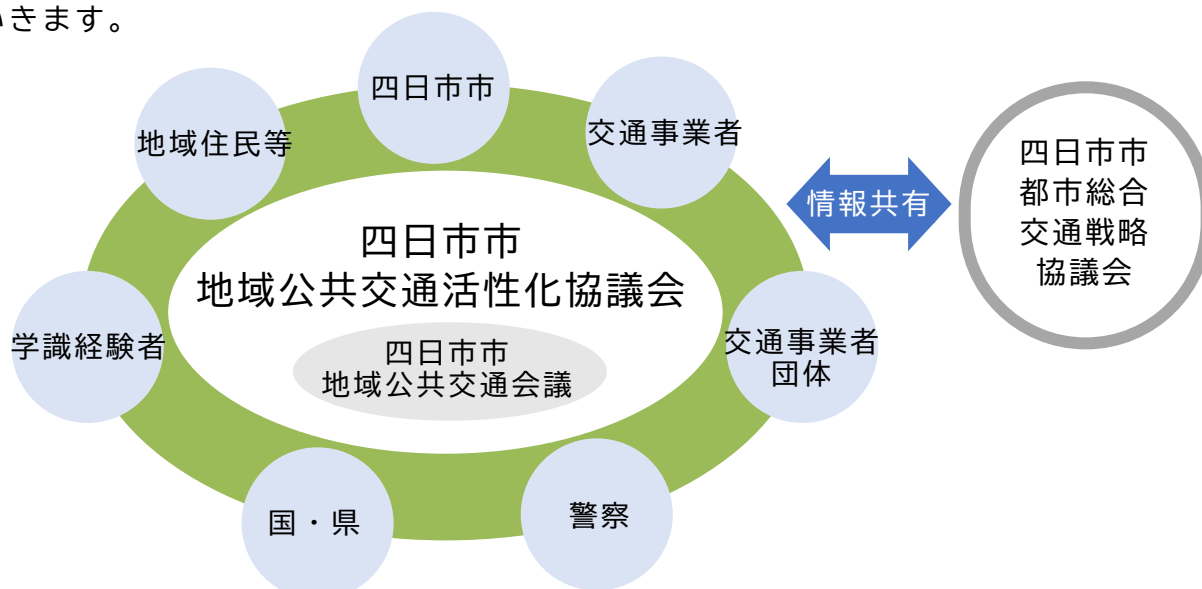 いきます。
四日市市
地域住民等
交通事業者
情報共有
四日市市
都市総合
交通戦略
協議会
四日市市
地域公共交通活性化協議会
学識経験者
四日市市
地域公共交通会議
交通事業者
団体
国・県
警察